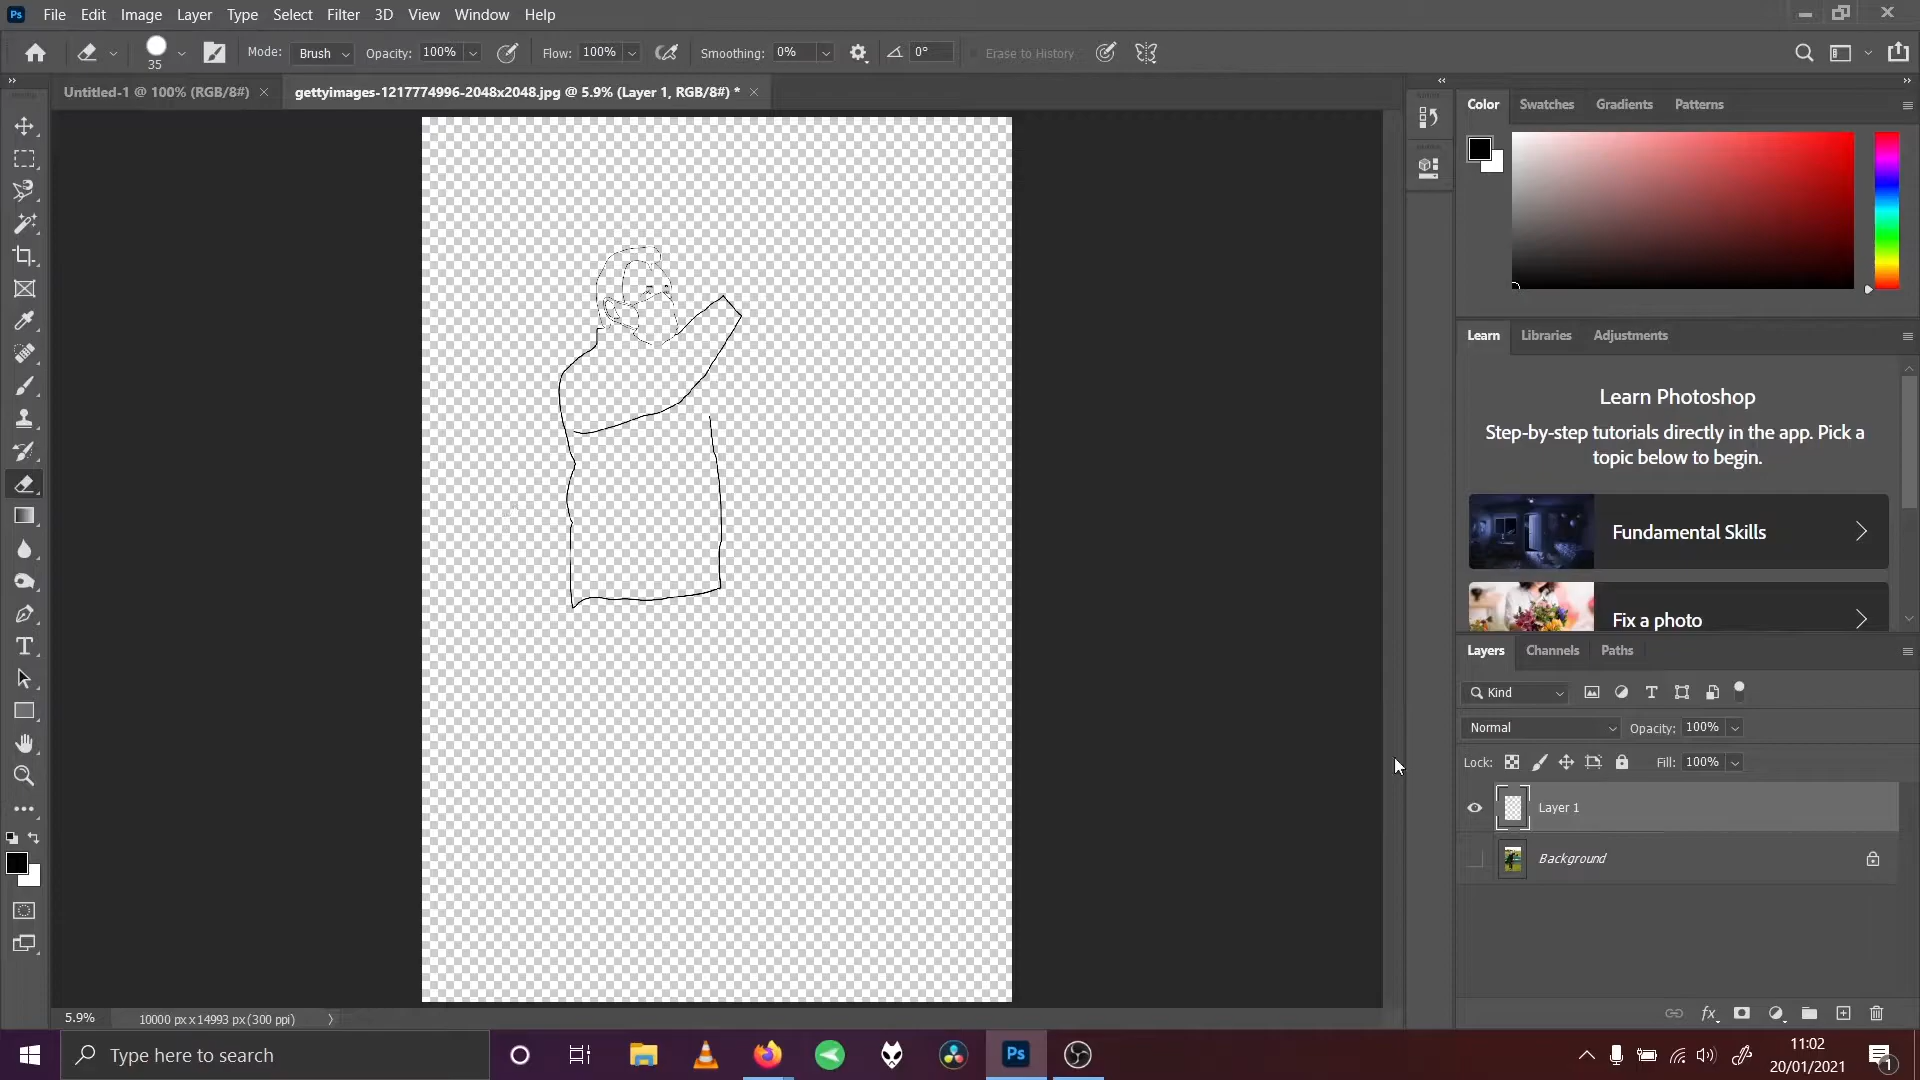 Ps File Edit Image Layer Type Select Filter 3D View Window Help
35 Mode: Brush Opacity: 100% Flow: 100% Smoothing: 0% 0° Erase to History
Untitled-1 @ 100% (RGB/8#) gettyimages-1217774996-2048x2048.jpg @ 5.9% (Layer 1, RGB/8#) *
Color Swatches Gradients Patterns
Learn Libraries Adjustments
Learn Photoshop
Step-by-step tutorials directly in the app. Pick a
topic below to begin.
Fundamental Skills
Fix a photo
Layers Channels Paths
Kind
Normal Opacity: 100%
Lock: Fill: 100%
Layer 1
Background
5.9% 10000 px x 14993 px (300 ppi)
Type here to search
Ps
11:02
20/01/2021
1